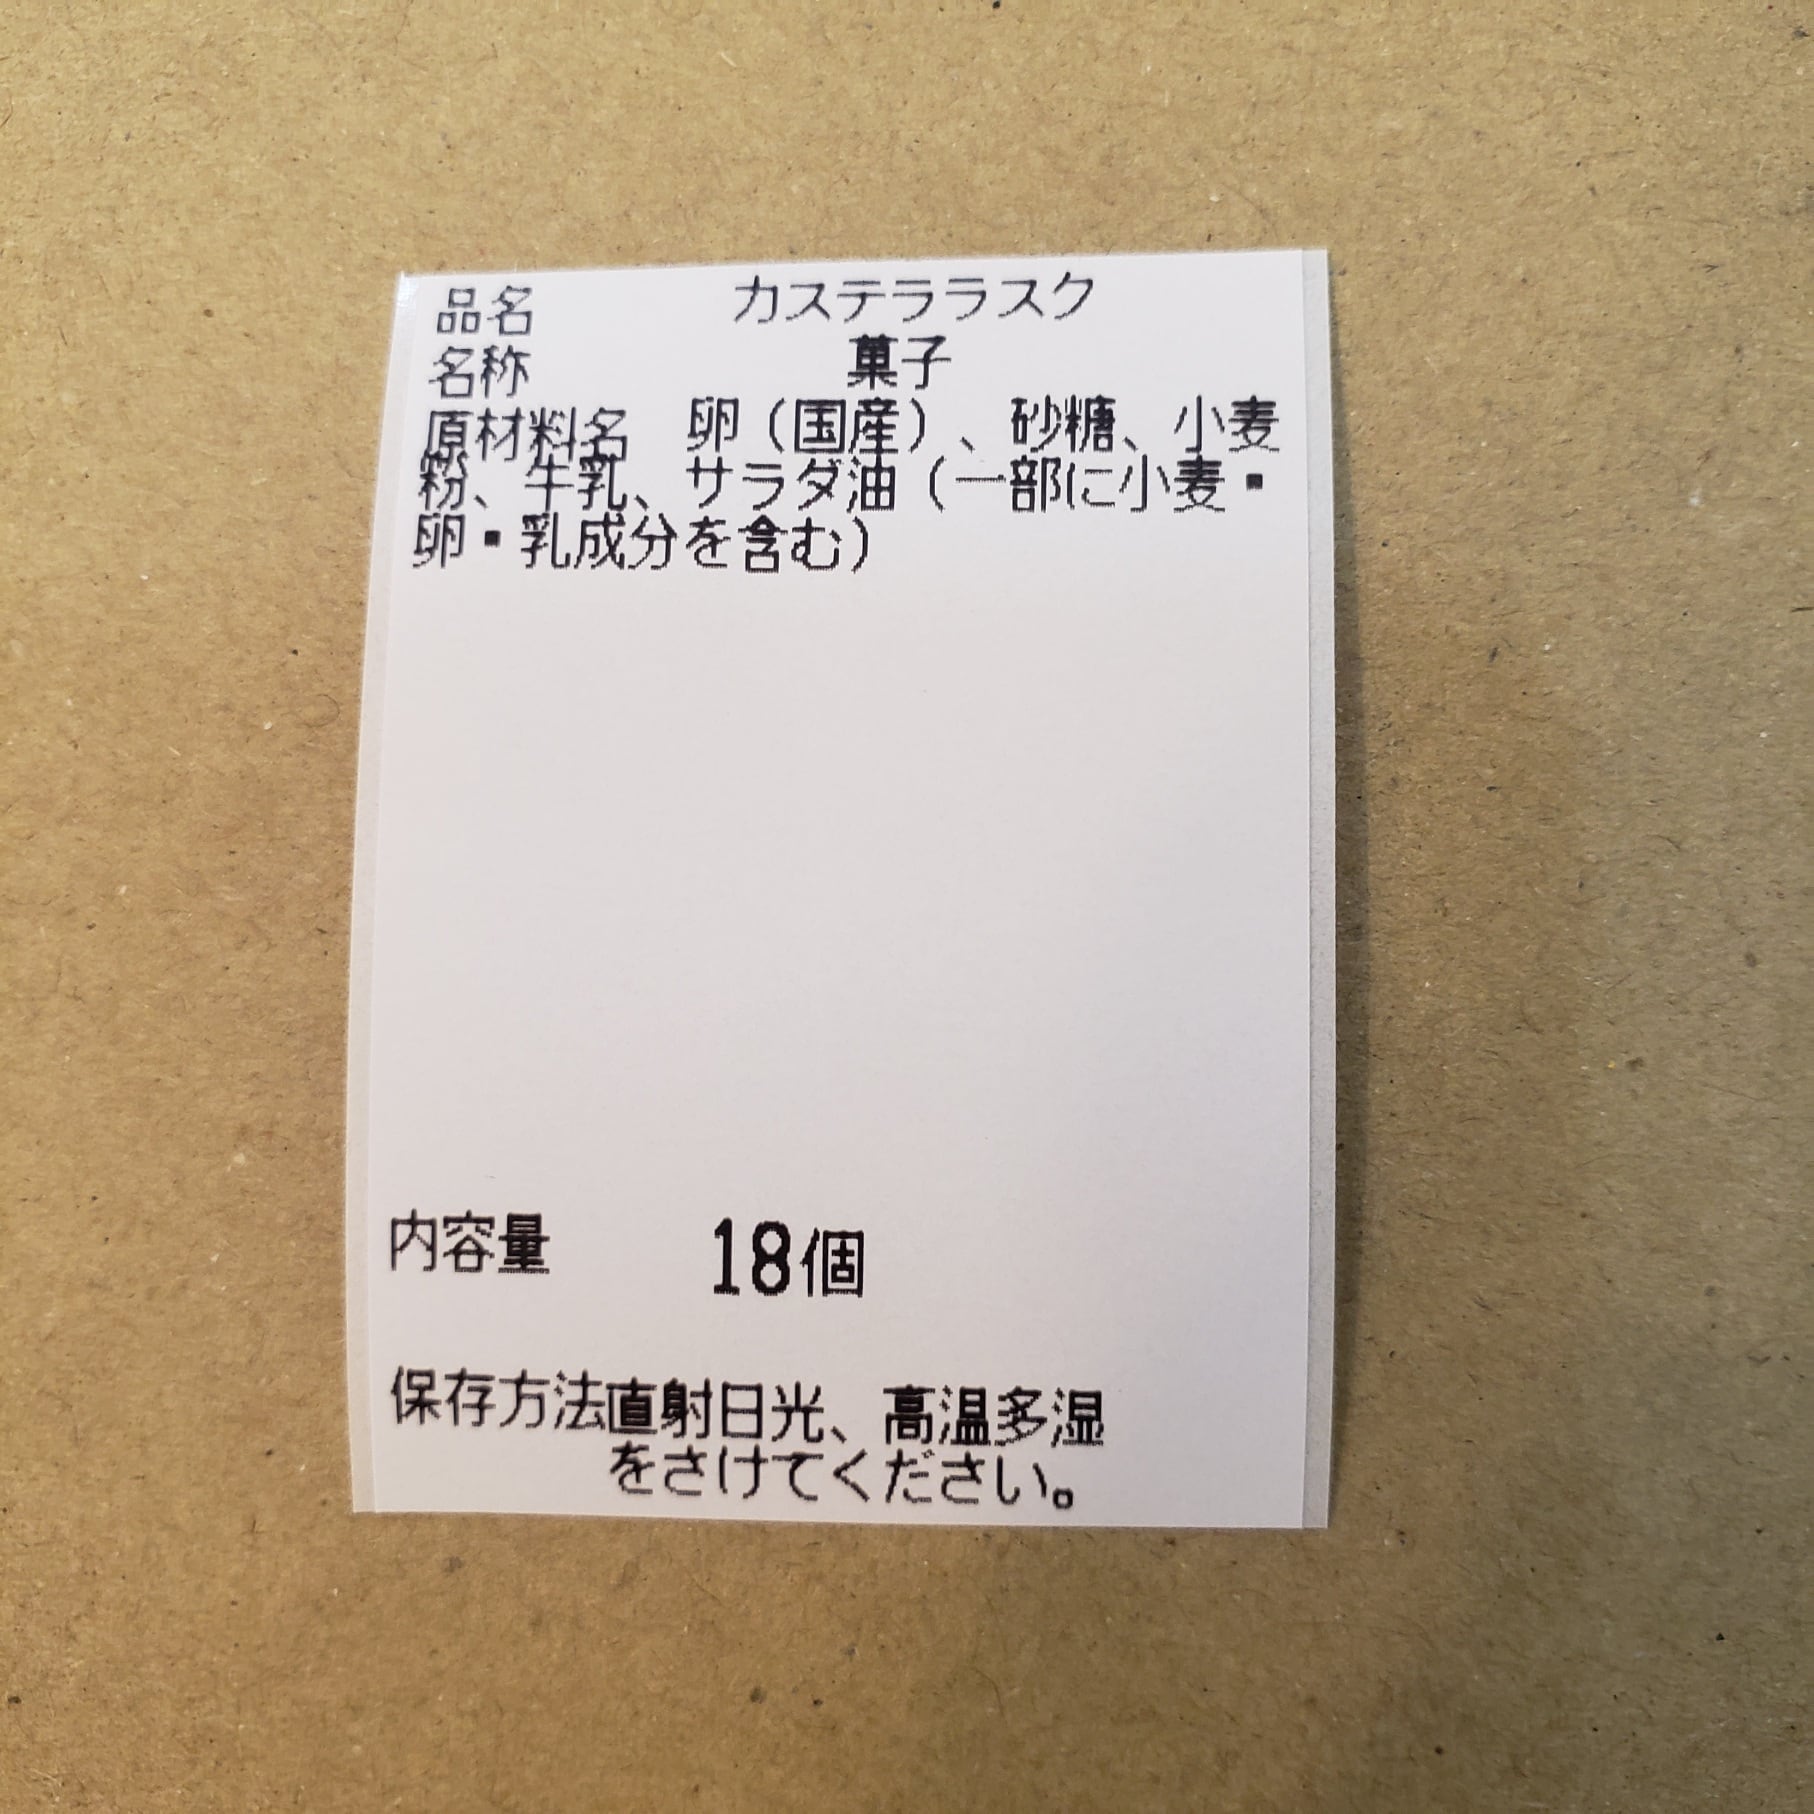 品名 カステララスク
名称 菓子
原材料名 卵（国産）、砂糖、小麦
粉、牛乳、サラダ油（一部に小麦・
卵・乳成分を含む）
内容量 18個
保存方法直射日光、高温多湿
をさけてください。